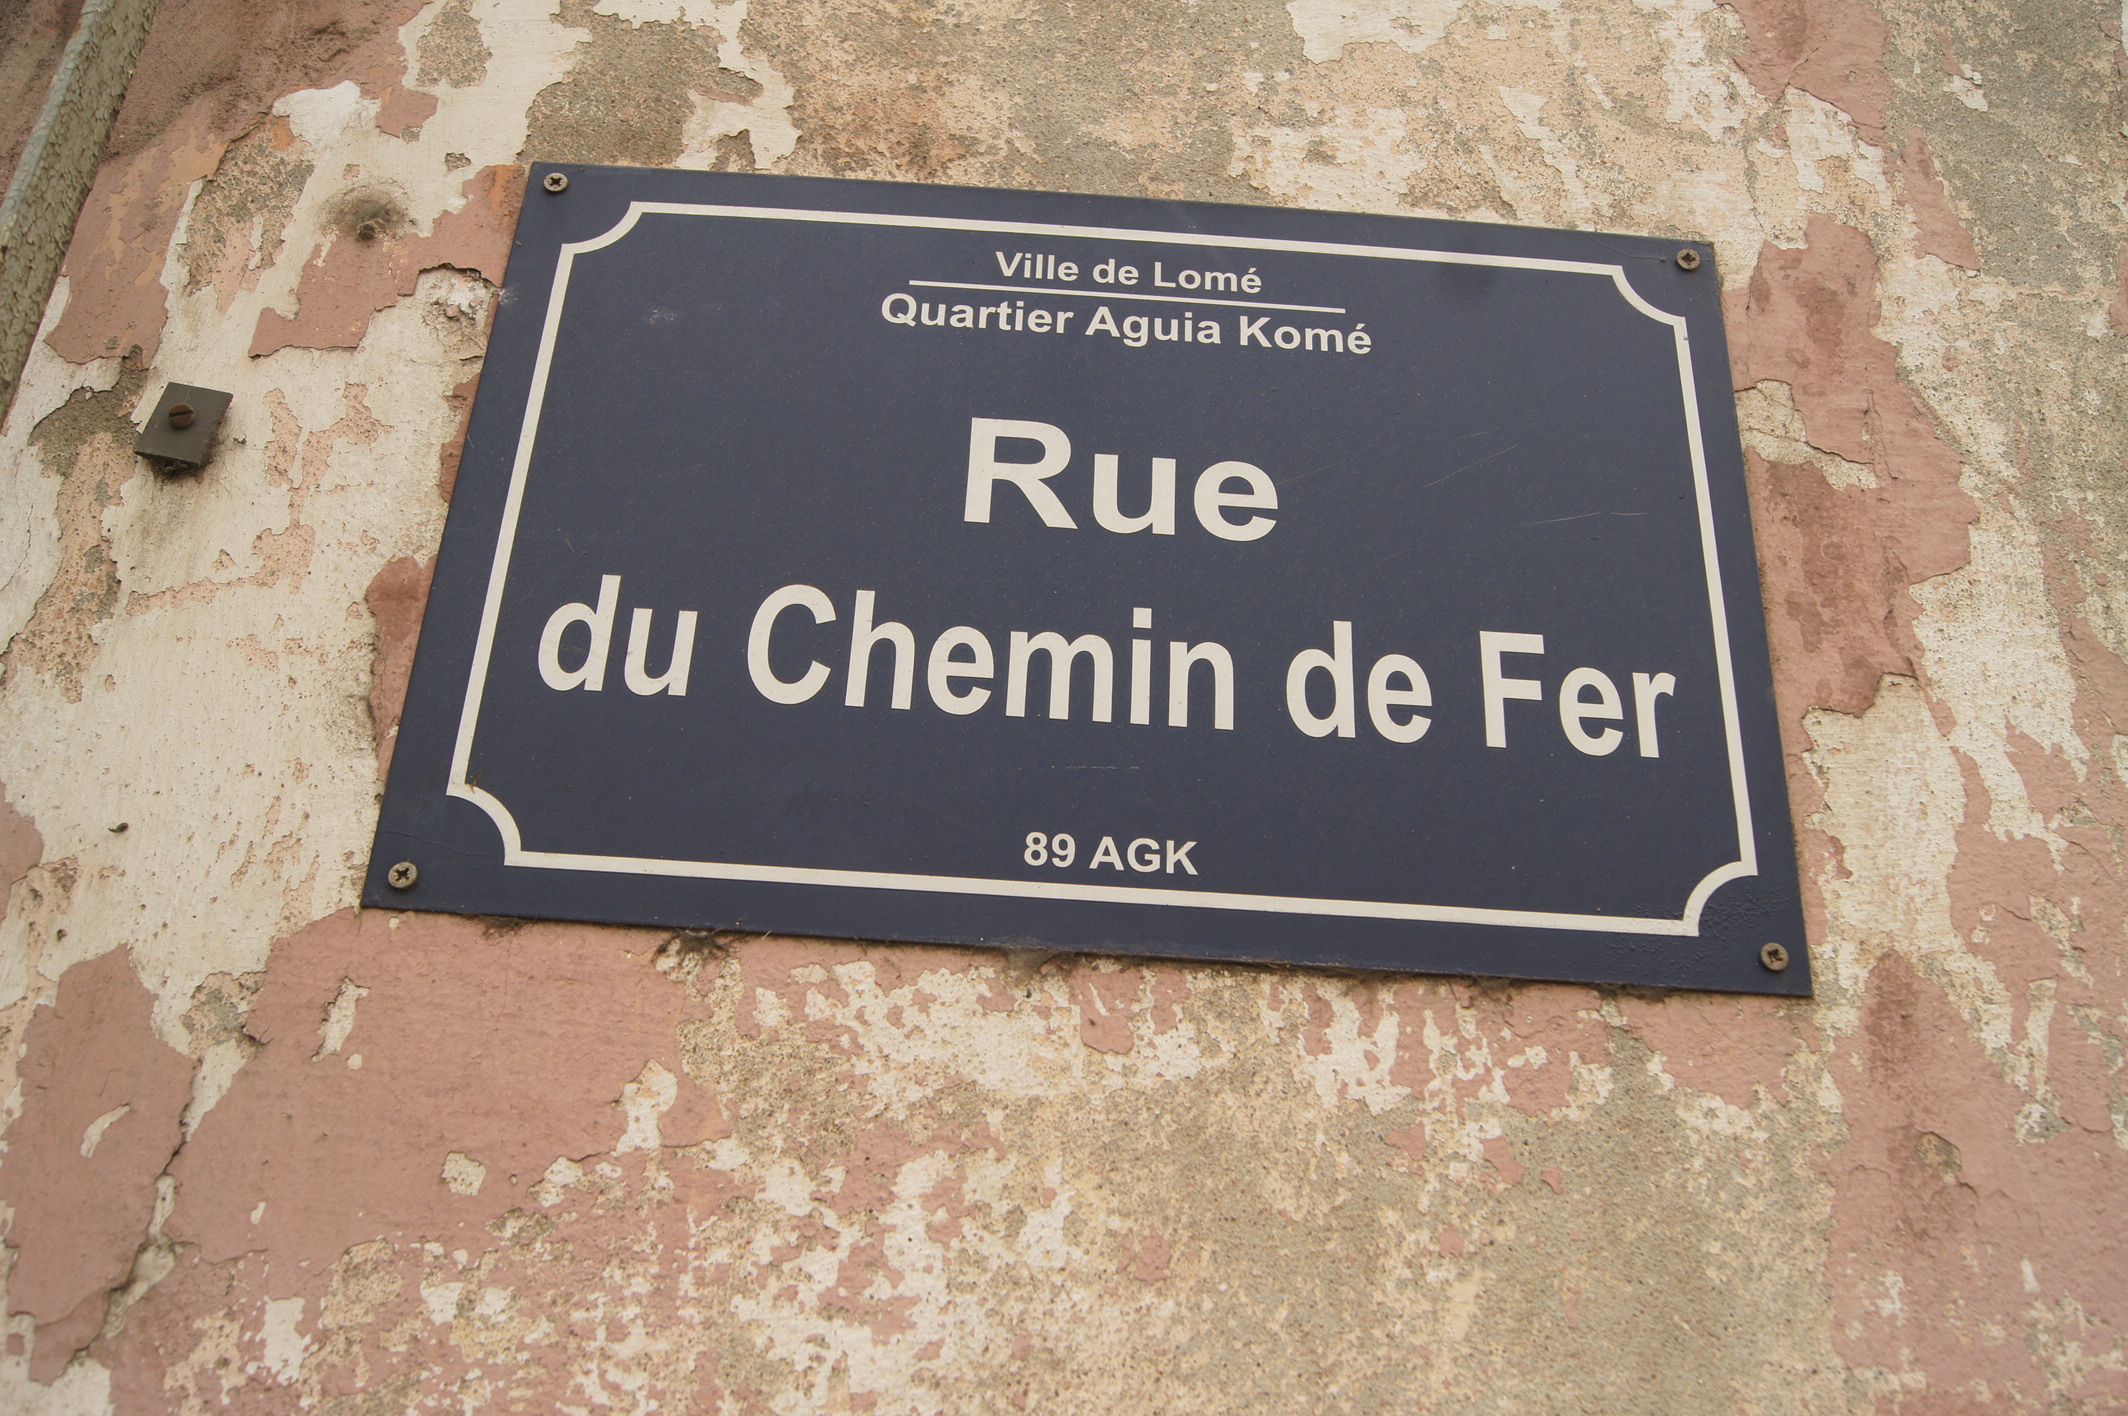 Ville de Lomé
Quartier Aguia Komé
Rue
du Chemin de Fer
89 AGK